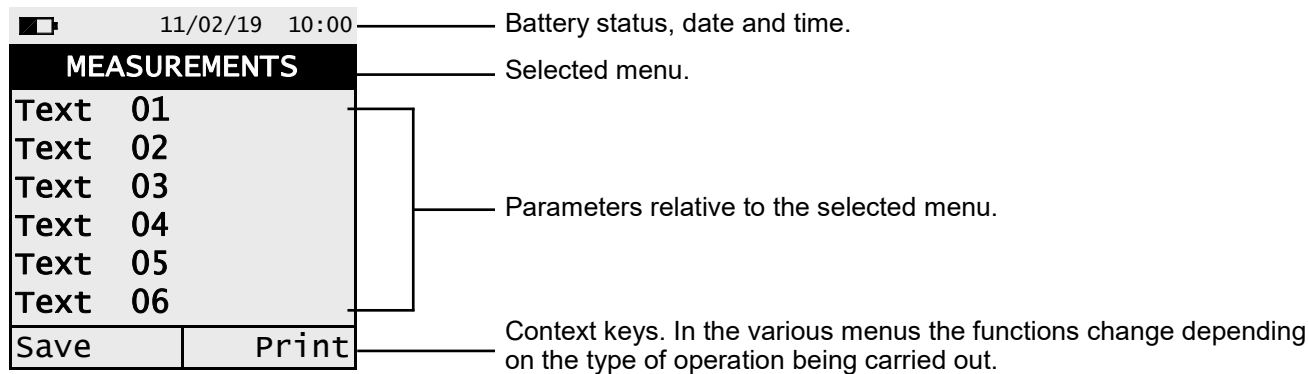 11/02/19 10:00
Battery status, date and time.
MEASUREMENTS
Selected menu.
Text 01
Text 02
Text 03
Text 04
Text 05
Text 06
Parameters relative to the selected menu.
Save Print
Context keys. In the various menus the functions change depending
on the type of operation being carried out.